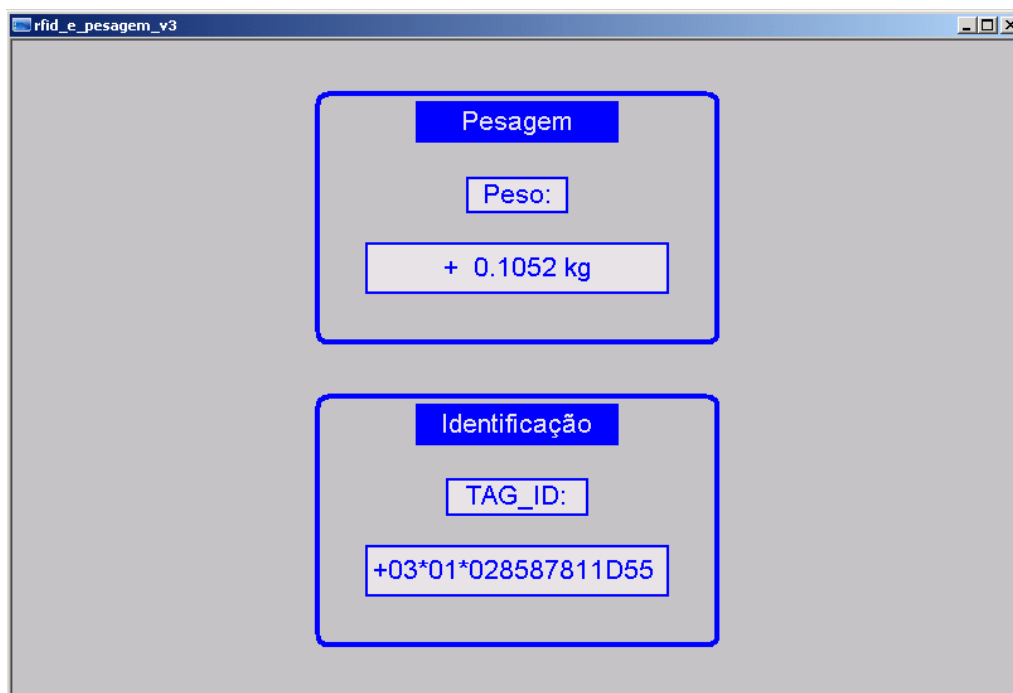 rfid_e_pesagem_v3
Pesagem
Peso:
+ 0.1052 kg
Identificação
TAG_ID:
+03*01*028587811D55